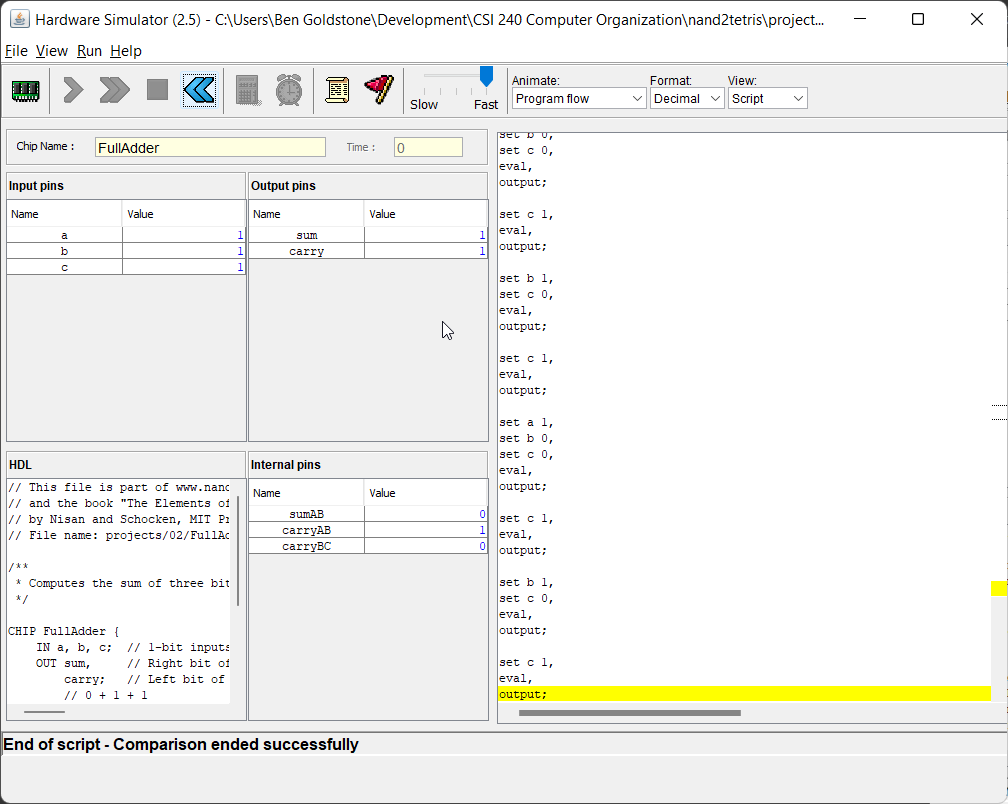 Hardware Simulator (2.5) - C:\Users\Ben Goldstone\Development\CSI 240 Computer Organization\nand2tetris\project...
File View Run Help
Slow Fast
Animate: Format: View:
Program flow Decimal Script
Chip Name : FullAdder Time : 0
Input pins
Name Value
a 1
b 1
c 1
Output pins
Name Value
sum 1
carry 1
HDL
// This file is part of www.nand
// and the book "The Elements of
// by Nisan and Schocken, MIT Pr
// File name: projects/02/FullAd
/**
* Computes the sum of three bit
*/
CHIP FullAdder {
IN a, b, c; // 1-bit inputs
OUT sum, // Right bit of
carry; // Left bit of
// 0 + 1 + 1
Internal pins
Name Value
sumAB 0
carryAB 1
carryBC 0
set b 0,
set c 0,
eval,
output;
set c 1,
eval,
output;
set b 1,
set c 0,
eval,
output;
set c 1,
eval,
output;
set a 1,
set b 0,
set c 0,
eval,
output;
set c 1,
eval,
output;
set b 1,
set c 0,
eval,
output;
set c 1,
eval,
output;
End of script - Comparison ended successfully